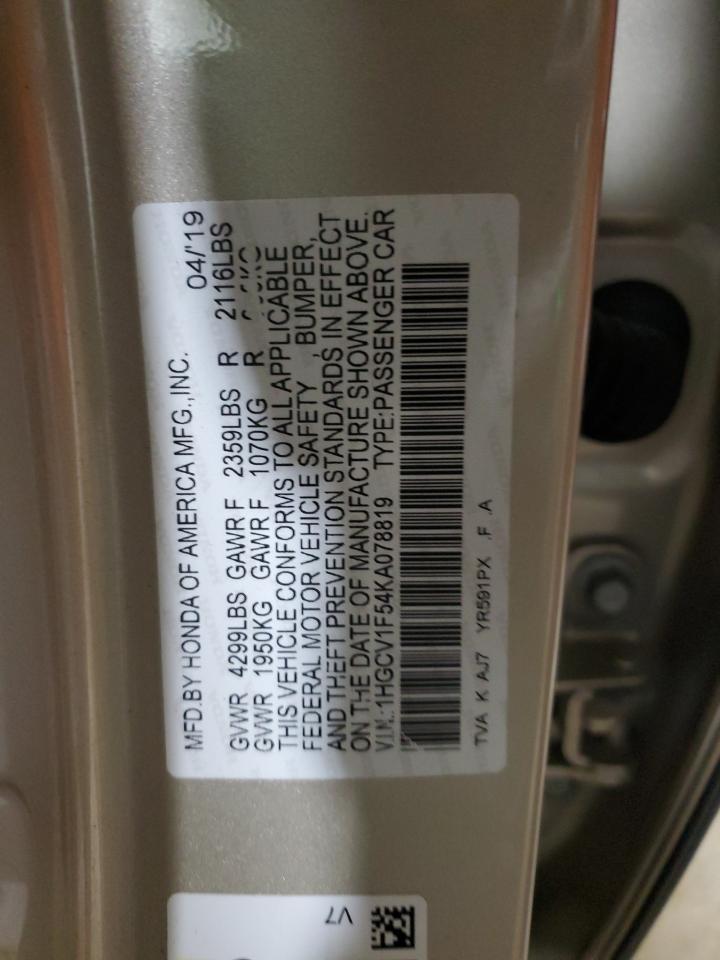 MFD.BY HONDA OF AMERICA MFG.,INC. 04/'19
GVWR 4299LBS GAWR F 2359LBS R 2116LBS
GVWR 1950KG GAWR F 1070KG R
THIS VEHICLE CONFORMS TO ALL APPLICABLE
FEDERAL MOTOR VEHICLE SAFETY , BUMPER,
AND THEFT PREVENTION STANDARDS IN EFFECT
ON THE DATE OF MANUFACTURE SHOWN ABOVE.
V.I.N.:1HGCV1F54KA078819 TYPE:PASSENGER CAR
TVA K AJ7 YR591PX .F .A
V7